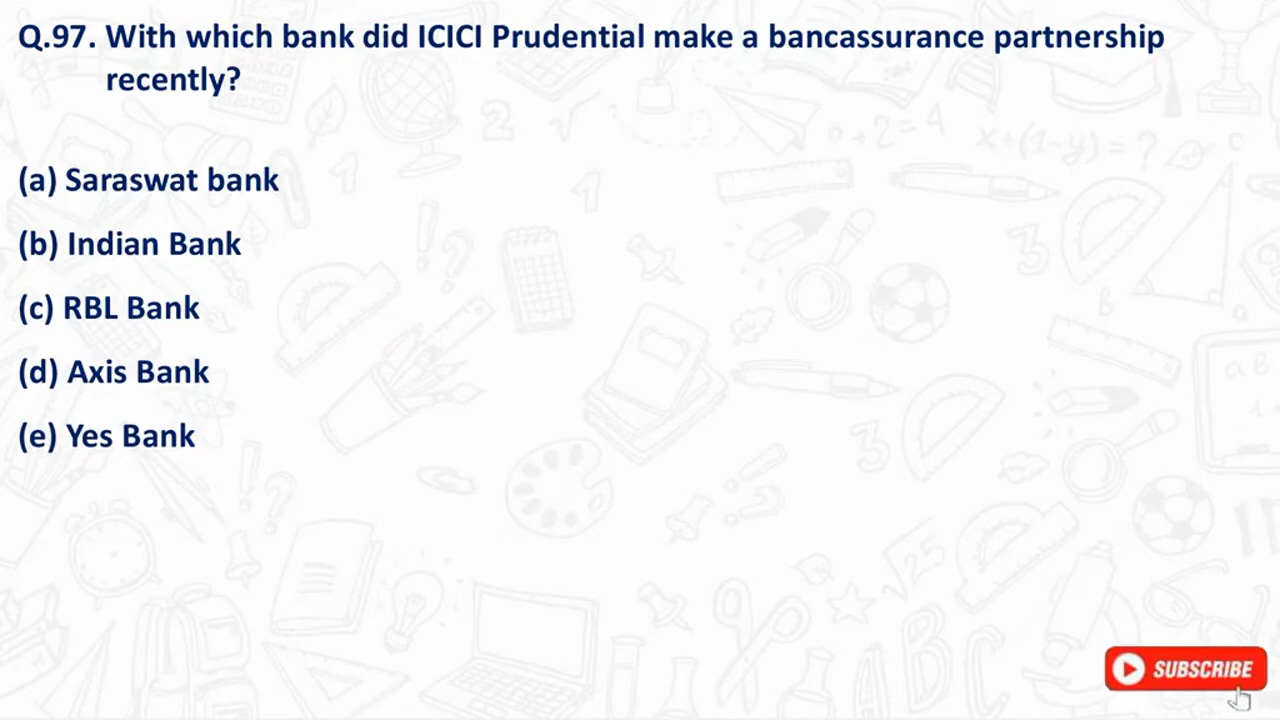 Q.97. With which bank did ICICI Prudential make a bancassurance partnership
recently?
(a) Saraswat bank
(b) Indian Bank
(c) RBL Bank
(d) Axis Bank
(e) Yes Bank
SUBSCRIBE